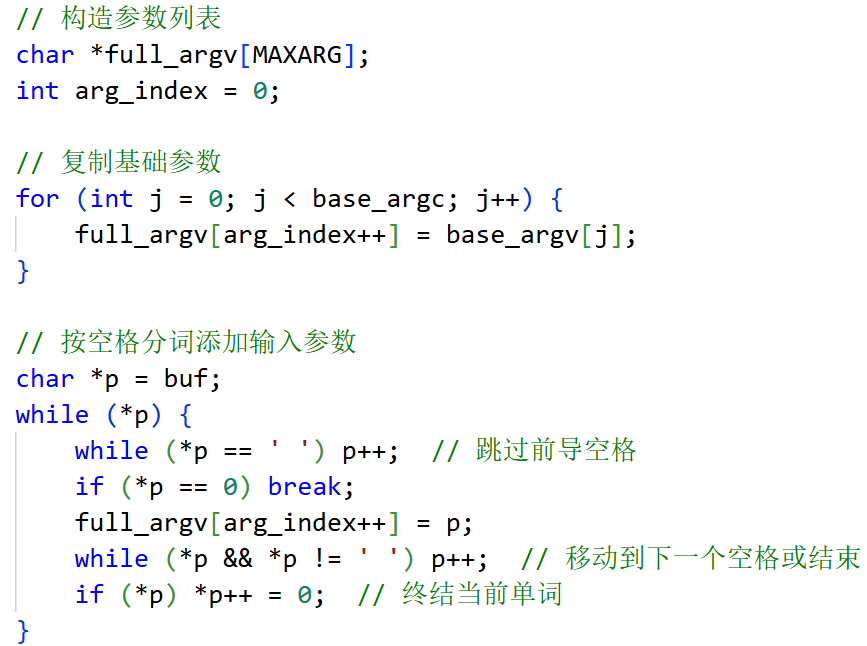 // 构造参数列表
char *full_argv[MAXARG];
int arg_index = 0;

// 复制基础参数
for (int j = 0; j < base_argc; j++) {
    full_argv[arg_index++] = base_argv[j];
}

// 按空格分词添加输入参数
char *p = buf;
while (*p) {
    while (*p == ' ') p++;  // 跳过前导空格
    if (*p == 0) break;
    full_argv[arg_index++] = p;
    while (*p && *p != ' ') p++;  // 移动到下一个空格或结束
    if (*p) *p++ = 0;  // 终结当前单词
}